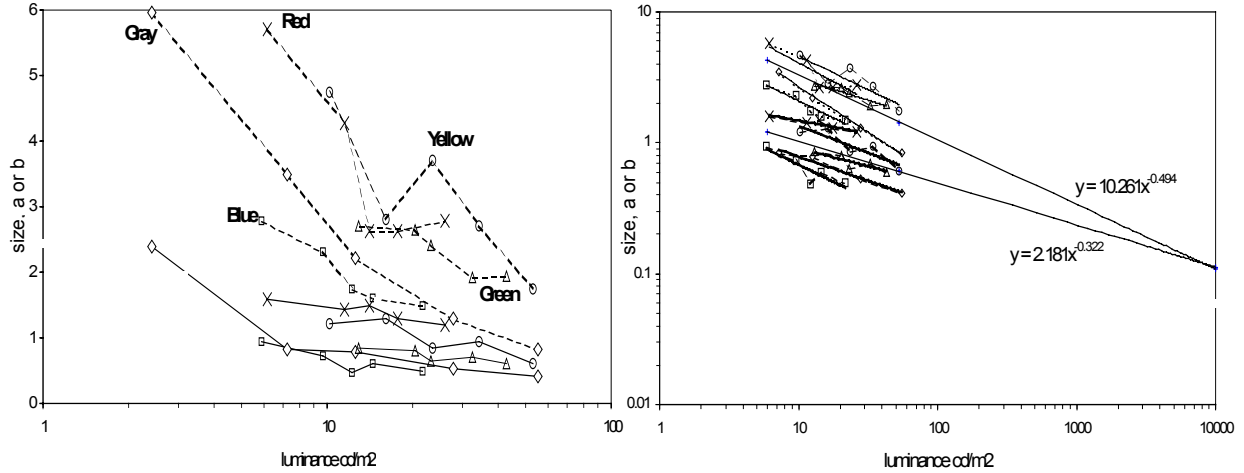 6
5
4
3
2
1
0
size. a or b
Gray
Red
Yellow
Blue
Green
1
10
100
luminance cd/m2
10
1
0.1
0.01
size, a or b
y = 10.261x^-0.494
y = 2.181x^-0.322
1
10
100
1000
10000
luminance cd/m2